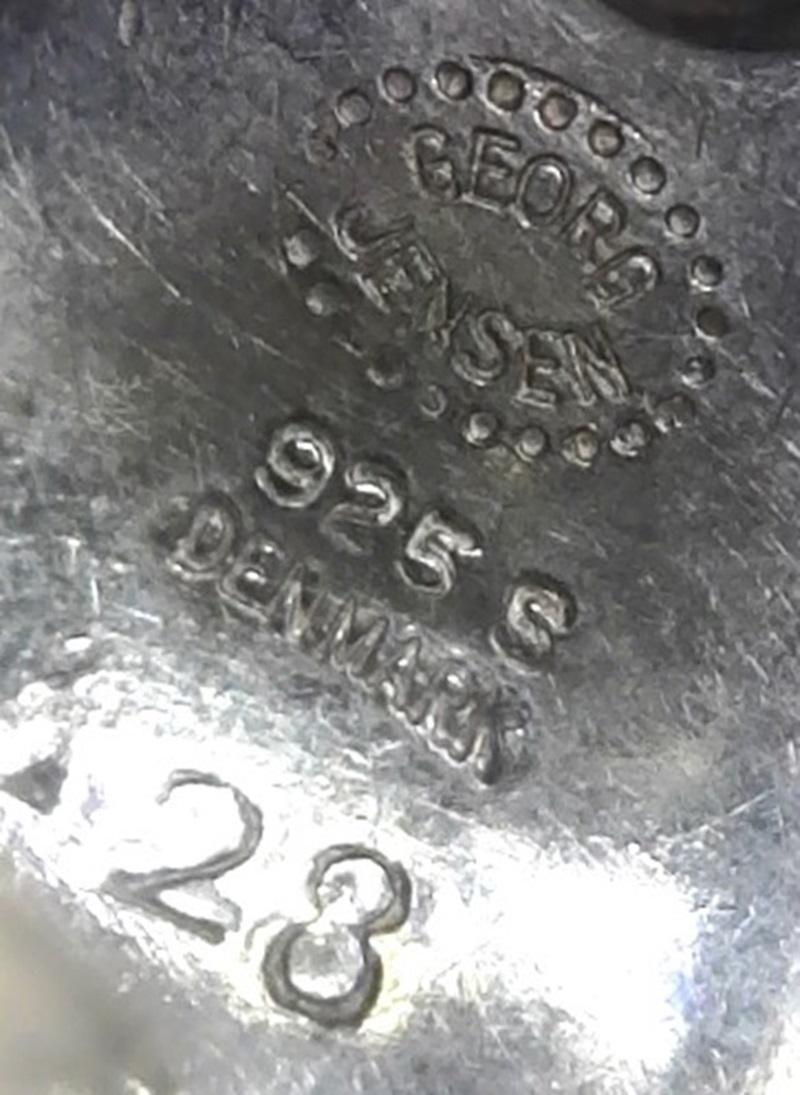 GEORG
JENSEN
925 S
DENMARK
28